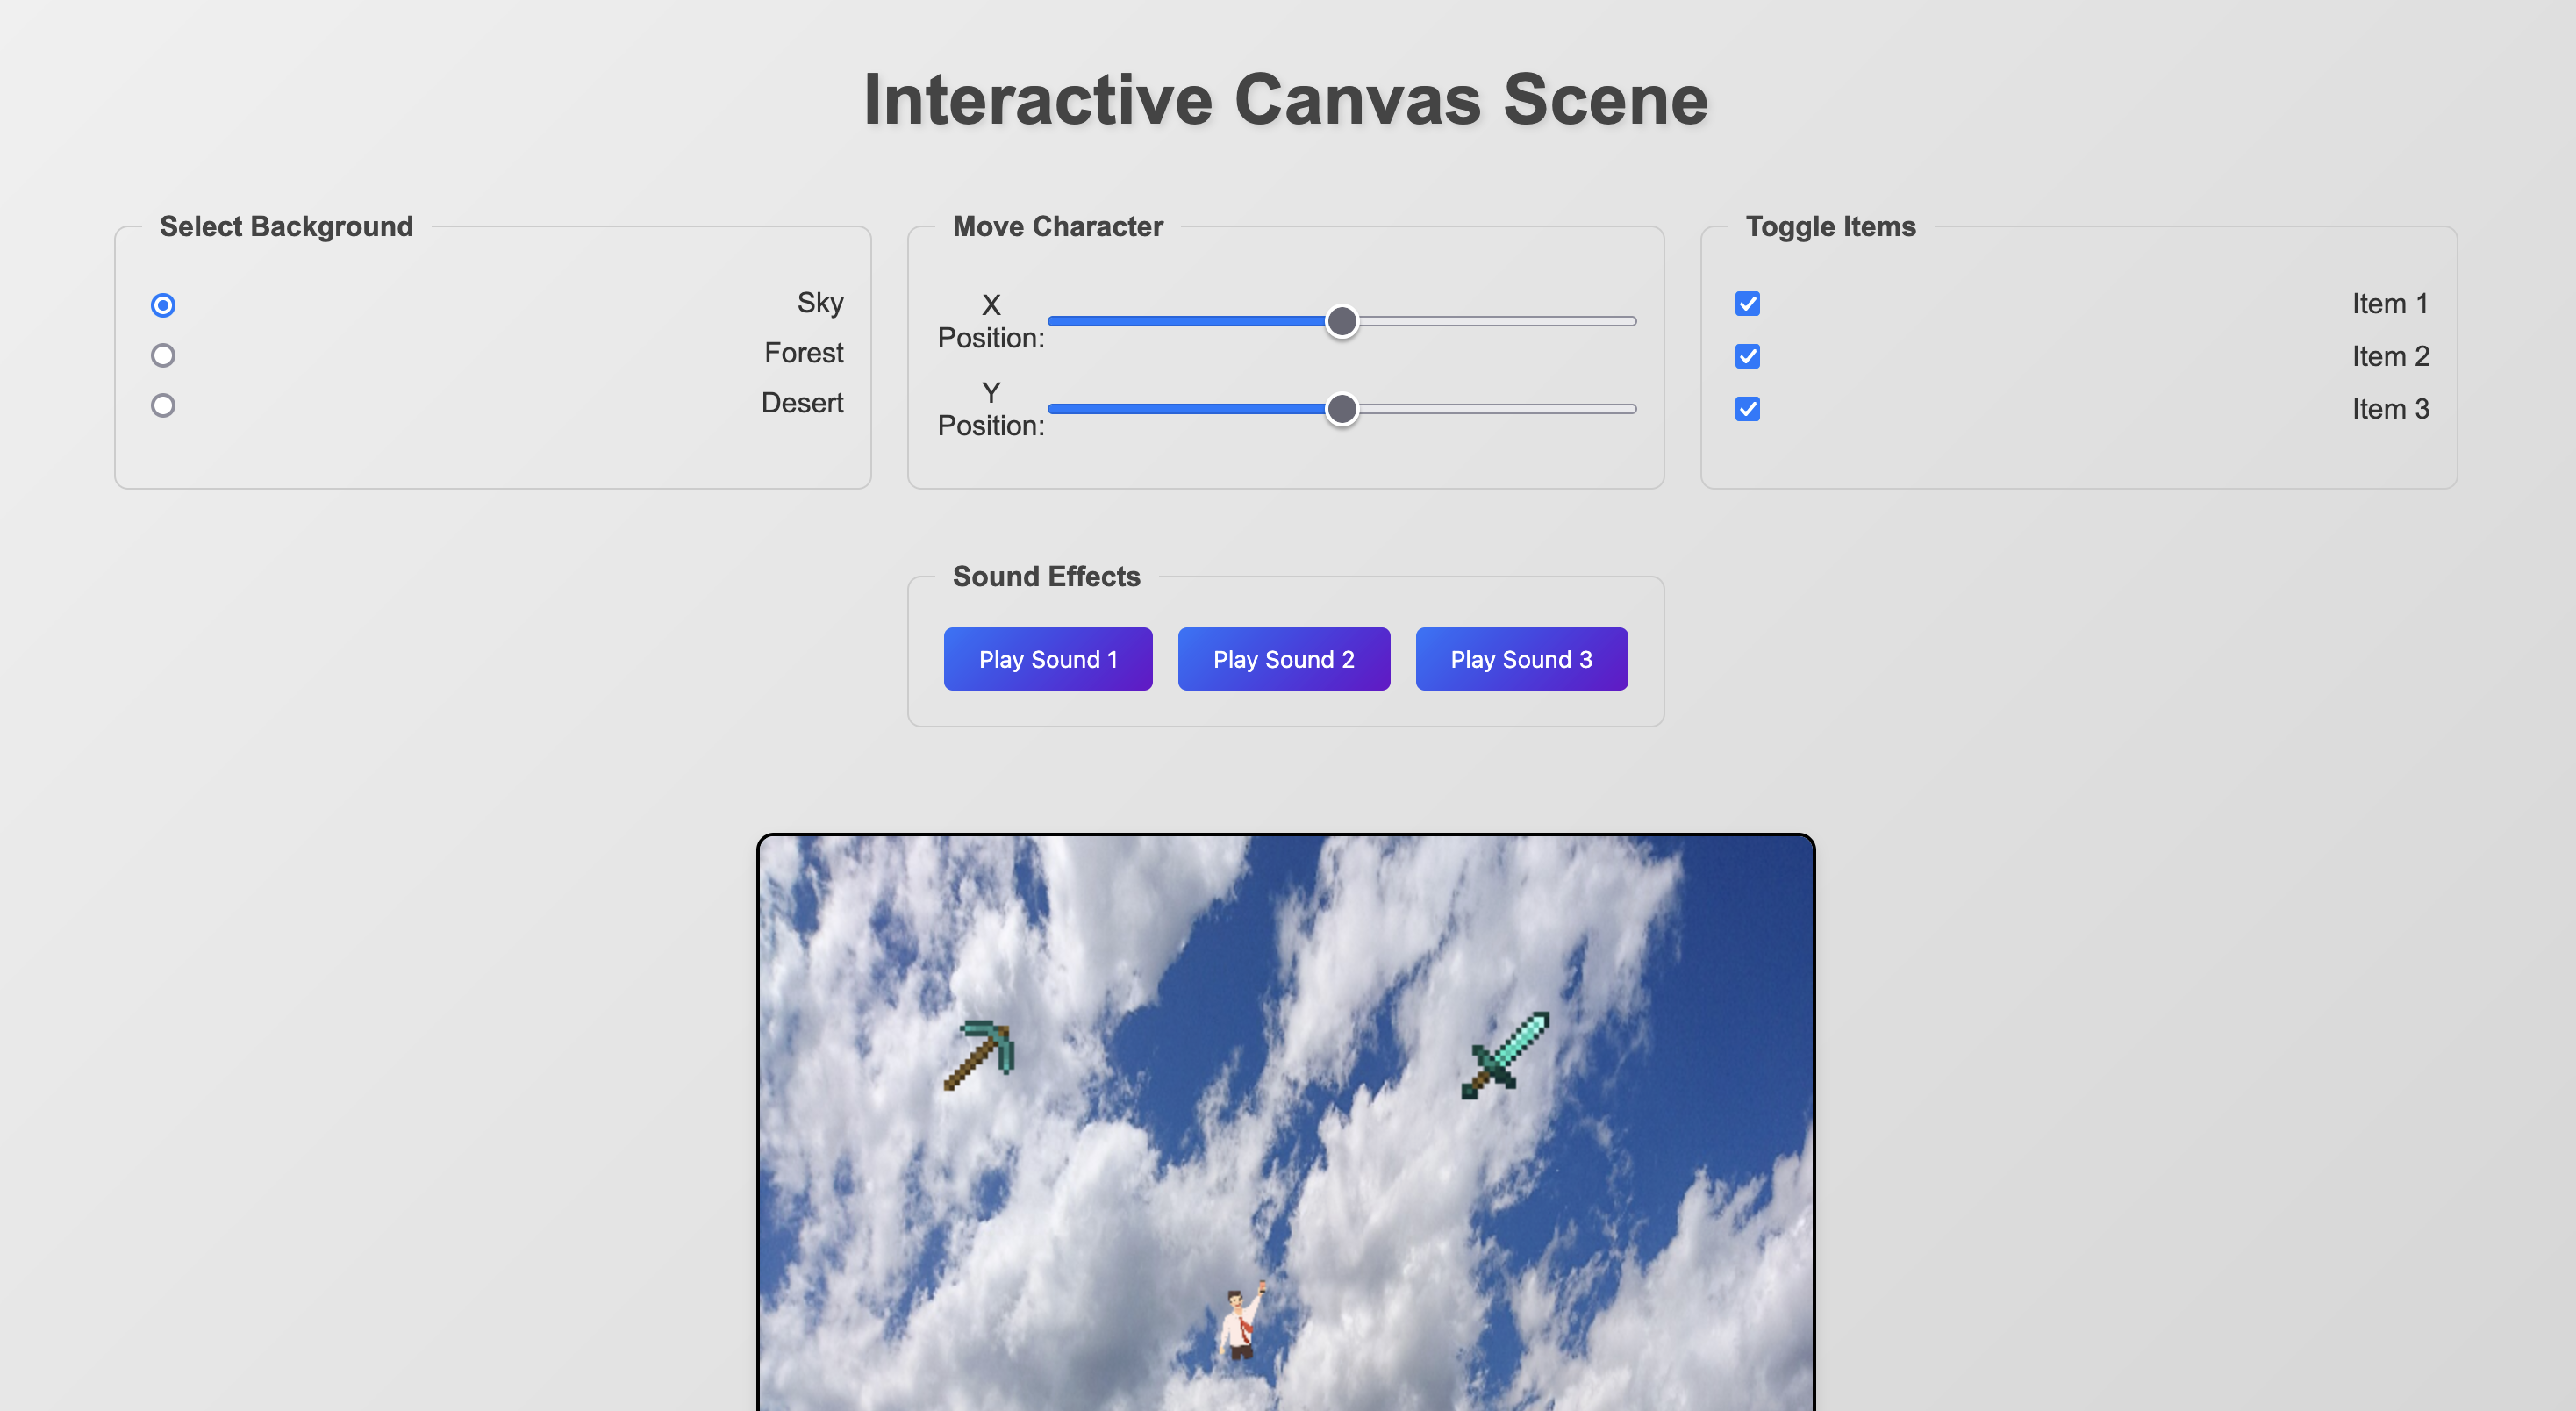 Interactive Canvas Scene
Select Background
Sky
Forest
Desert
Move Character
X
Position:
Y
Position:
Toggle Items
Item 1
Item 2
Item 3
Sound Effects
Play Sound 1
Play Sound 2
Play Sound 3